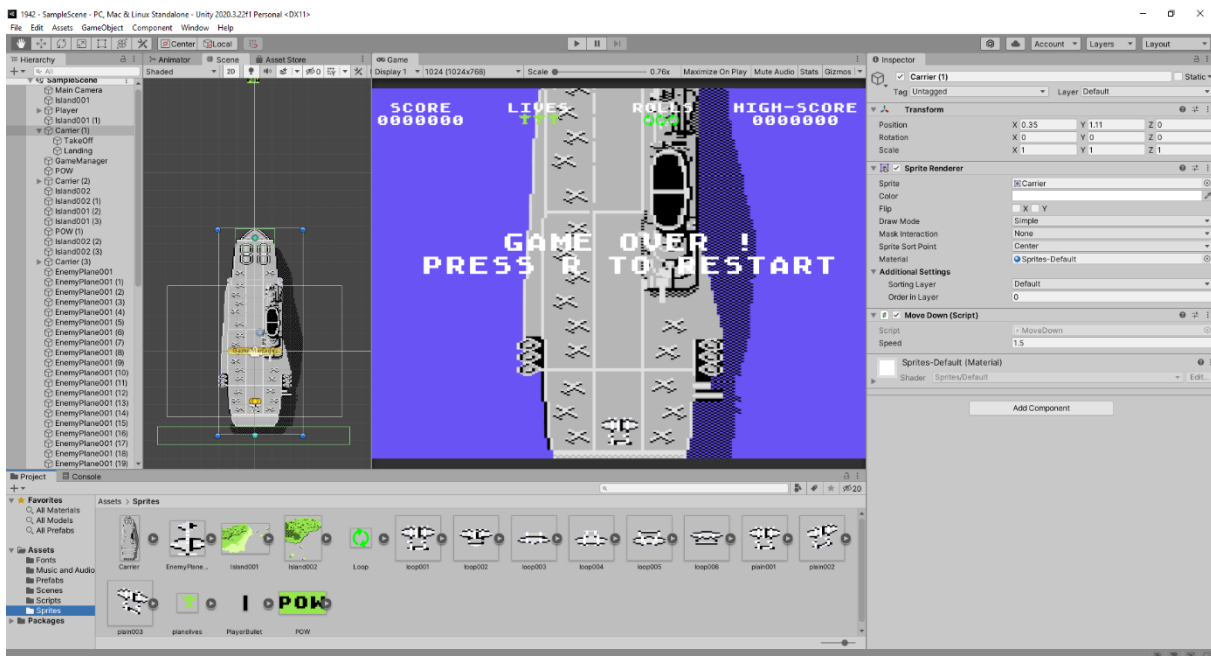 1942 - SampleScene - PC, Mac & Linux Standalone - Unity 2020.3.22f1 Personal <DX11>
File Edit Assets GameObject Component Window Help
Center Local
Account Layers Layout
Hierarchy
All
SampleScene
Main Camera
Island001
Player
Island001 (1)
Carrier (1)
TakeOff
Landing
GameManager
POW
Carrier (2)
Island002
Island002 (1)
Island001 (2)
Island001 (3)
POW (1)
Island002 (2)
Island002 (3)
Carrier (3)
EnemyPlane001
EnemyPlane001 (1)
EnemyPlane001 (2)
EnemyPlane001 (3)
EnemyPlane001 (4)
EnemyPlane001 (5)
EnemyPlane001 (6)
EnemyPlane001 (7)
EnemyPlane001 (8)
EnemyPlane001 (9)
EnemyPlane001 (10)
EnemyPlane001 (11)
EnemyPlane001 (12)
EnemyPlane001 (13)
EnemyPlane001 (14)
EnemyPlane001 (15)
EnemyPlane001 (16)
EnemyPlane001 (17)
EnemyPlane001 (18)
EnemyPlane001 (19)
Animator Scene Asset Store
Shaded 2D 0
Game
Display 1 1024 (1024x768) Scale 0.76x Maximize On Play Mute Audio Stats Gizmos
SCORE LIVES ROLLS HIGH-SCORE
0000000 0000000
GAME OVER !
PRESS R TO RESTART
Inspector
Carrier (1) Static
Tag Untagged Layer Default
Transform
Position X 0.35 Y 1.11 Z 0
Rotation X 0 Y 0 Z 0
Scale X 1 Y 1 Z 1
Sprite Renderer
Sprite Carrier
Color
Flip X Y
Draw Mode Simple
Mask Interaction None
Sprite Sort Point Center
Material Sprites-Default
Additional Settings
Sorting Layer Default
Order in Layer 0
Move Down (Script)
Script MoveDown
Speed 1.5
Sprites-Default (Material)
Shader Sprites/Default Edit...
Add Component
Project Console
20
Favorites
All Materials
All Models
All Prefabs
Assets
Fonts
Music and Audio
Prefabs
Scenes
Scripts
Sprites
Packages
Assets > Sprites
Carrier EnemyPlane... Island001 Island002 Loop loop001 loop002 loop003 loop004 loop005 loop006 plain001 plain002
POW
plain003 planelives PlayerBullet POW